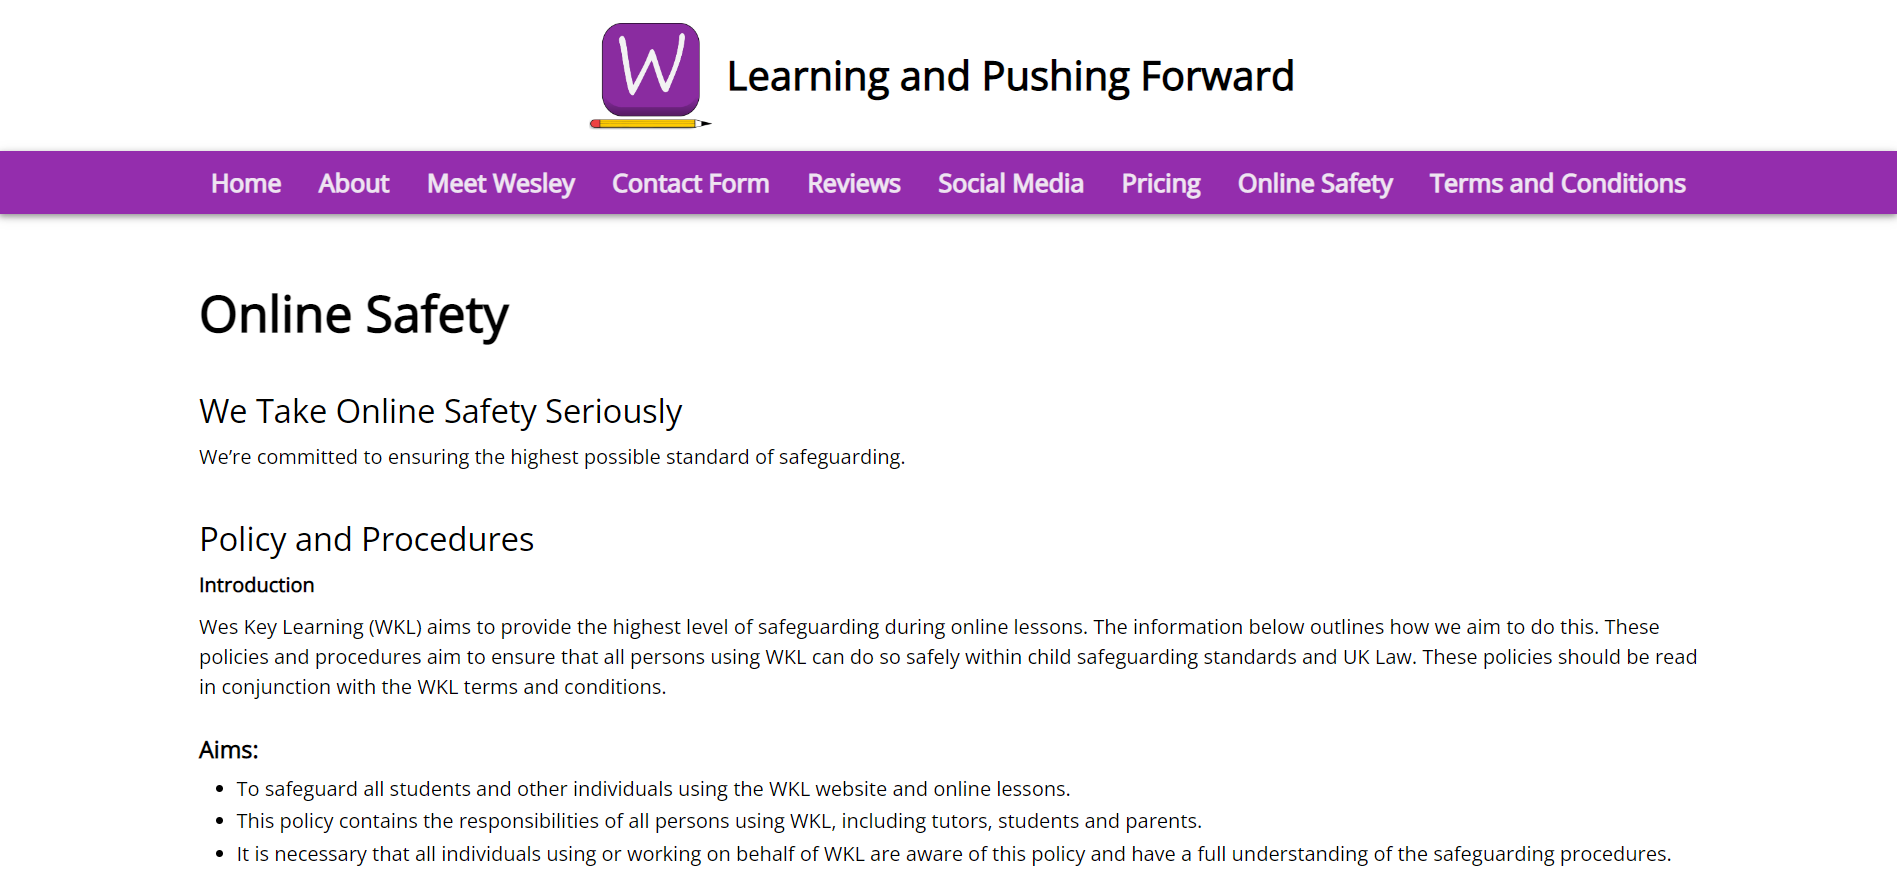 W
Learning and Pushing Forward
Home About Meet Wesley Contact Form Reviews Social Media Pricing Online Safety Terms and Conditions
Online Safety
We Take Online Safety Seriously
We’re committed to ensuring the highest possible standard of safeguarding.
Policy and Procedures
Introduction
Wes Key Learning (WKL) aims to provide the highest level of safeguarding during online lessons. The information below outlines how we aim to do this. These
policies and procedures aim to ensure that all persons using WKL can do so safely within child safeguarding standards and UK Law. These policies should be read
in conjunction with the WKL terms and conditions.
Aims:
• To safeguard all students and other individuals using the WKL website and online lessons.
• This policy contains the responsibilities of all persons using WKL, including tutors, students and parents.
• It is necessary that all individuals using or working on behalf of WKL are aware of this policy and have a full understanding of the safeguarding procedures.